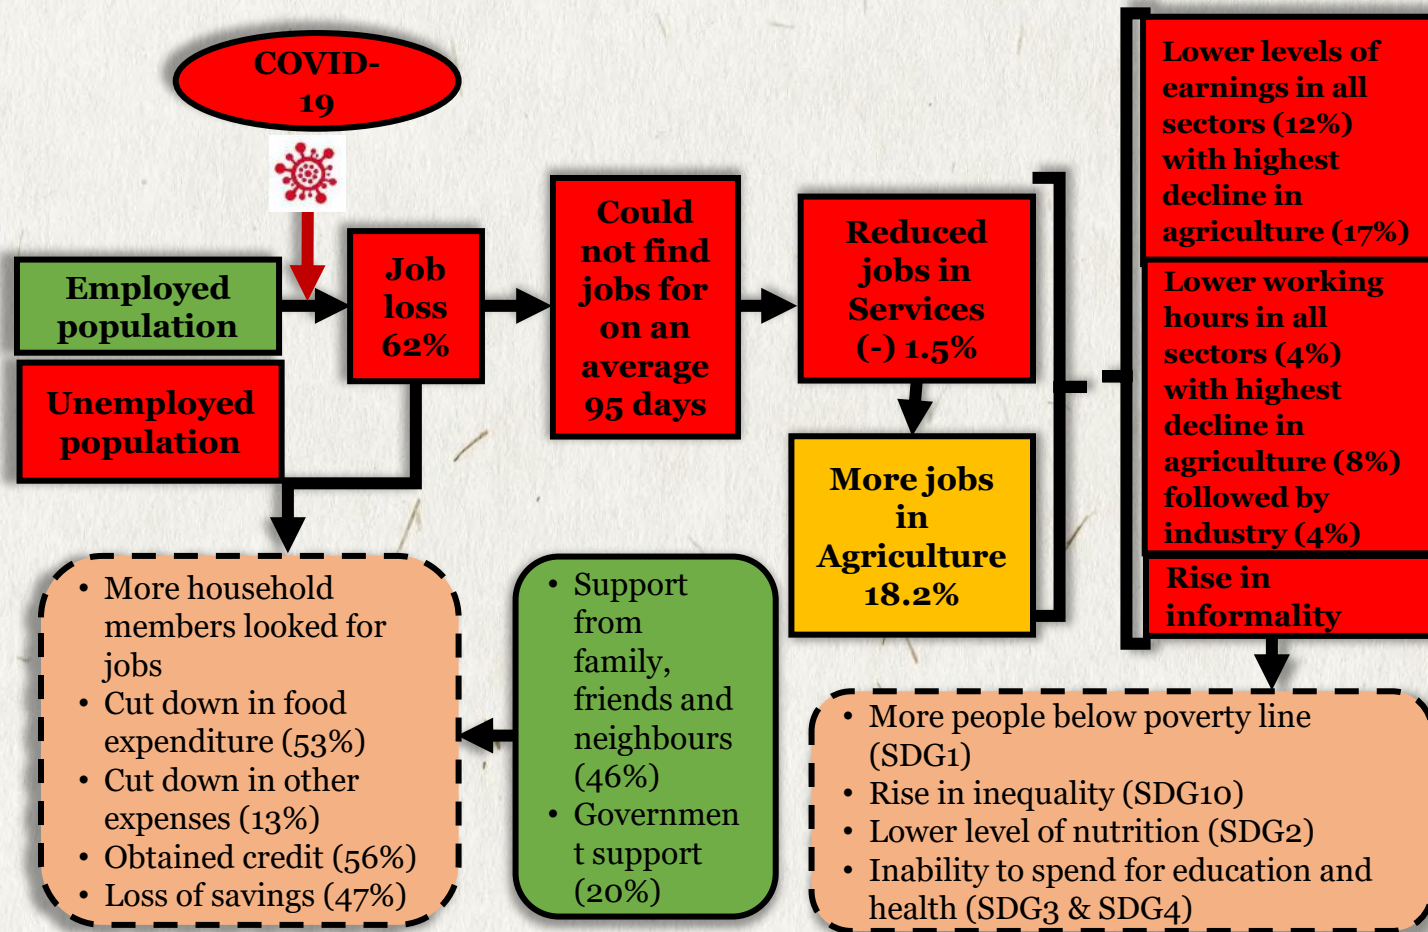 COVID-
19
Employed
population
Unemployed
population
Job
loss
62%
Could
not find
jobs for
on an
average
95 days
Reduced
jobs in
Services
(-) 1.5%
More jobs
in
Agriculture
18.2%
Lower levels of
earnings in all
sectors (12%)
with highest
decline in
agriculture (17%)
Lower working
hours in all
sectors (4%)
with highest
decline in
agriculture (8%)
followed by
industry (4%)
Rise in
informality
• More household
members looked for
jobs
• Cut down in food
expenditure (53%)
• Cut down in other
expenses (13%)
• Obtained credit (56%)
• Loss of savings (47%)
• Support
from
family,
friends and
neighbours
(46%)
• Governmen
t support
(20%)
• More people below poverty line
(SDG1)
• Rise in inequality (SDG10)
• Lower level of nutrition (SDG2)
• Inability to spend for education and
health (SDG3 & SDG4)